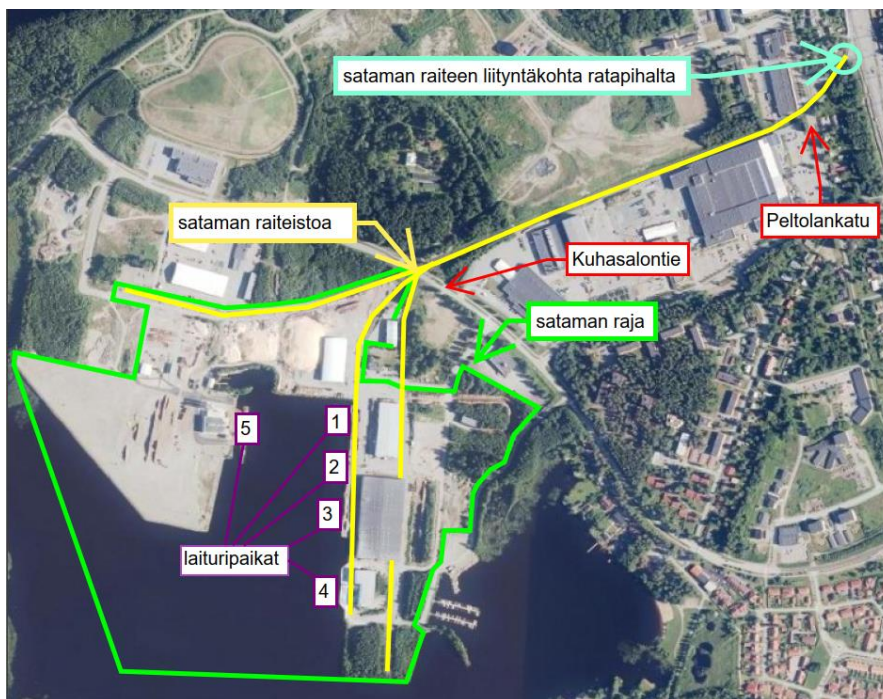 sataman raiteen liityntäkohta ratapihalta
sataman raiteistoa
Peltolankatu
Kuhasalontie
sataman raja
5
1
2
3
laituripaikat
4